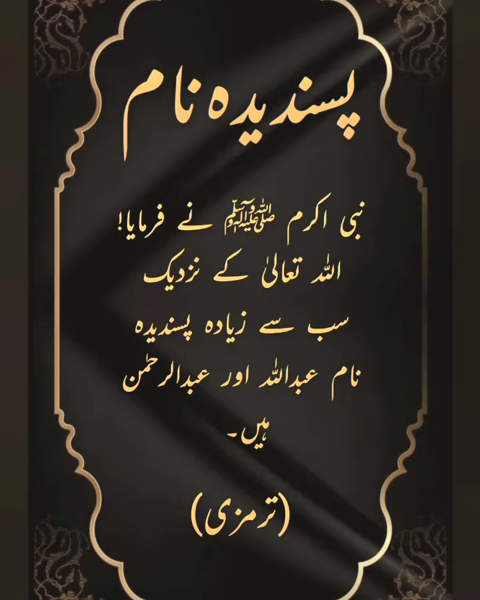 پسندیدہ نام
نبی اکرم ﷺ نے فرمایا!
اللہ تعالیٰ کے نزدیک
سب سے زیادہ پسندیدہ
نام عبداللہ اور عبدالرحمٰن
ہیں۔
(ترمزی)